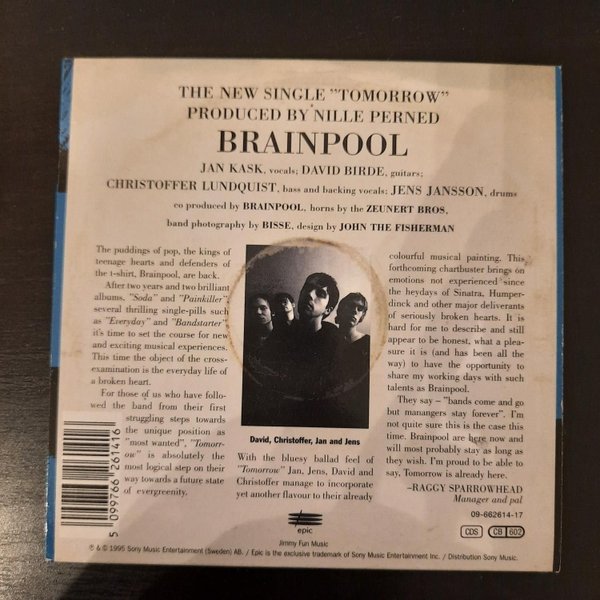 THE NEW SINGLE "TOMORROW"
PRODUCED BY NILLE PERNED
BRAINPOOL
JAN KASK, vocals; DAVID BIRDE, guitars;
CHRISTOFFER LUNDQUIST, bass and backing vocals; JENS JANSSON, drums
co produced by BRAINPOOL, horns by the ZEUNERT BROS,
band photography by BISSE, design by JOHN THE FISHERMAN
The puddings of pop, the kings of
teenage hearts and defenders of
the t-shirt, Brainpool, are back.
After two years and two brilliant
albums, "Soda" and "Painkiller",
several thrilling single-pills such
as "Everyday" and "Bandstarter"
it's time to set the course for new
and exciting musical experiences.
This time the object of the cross-
examination is the everyday life of
a broken heart.
For those of us who have follo-
wed the band from their first
struggling steps towards
the unique position as
"most wanted", "Tomorr-
ow" is absolutely the
most logical step on their
way towards a future state
of evergreenity.
David, Christoffer, Jan and Jens
With the bluesy ballad feel of
"Tomorrow" Jan, Jens, David and
Christoffer manage to incorporate
yet another flavour to their already
colourful musical painting. This
forthcoming chartbuster brings on
emotions not experienced since
the heydays of Sinatra, Humper-
dinck and other major deliverants
of seriously broken hearts. It is
hard for me to describe and still
appear to be honest, what a plea-
sure it is (and has been all the
way) to have the opportunity to
share my working days with such
talents as Brainpool.
They say – "bands come and go
but manangers stay forever". I'm
not quite sure this is the case this
time. Brainpool are here now and
will most probably stay as long as
they wish. I'm proud to be able to
say, Tomorrow is already here.
–RAGGY SPARROWHEAD
Manager and pal
5 099766 261416
epic
09-662614-17
CDS CB 602
Jimmy Fun Music
℗ & © 1995 Sony Music Entertainment (Sweden) AB. / Epic is the exclusive trademark of Sony Music Entertainment Inc. / Distribution Sony Music.